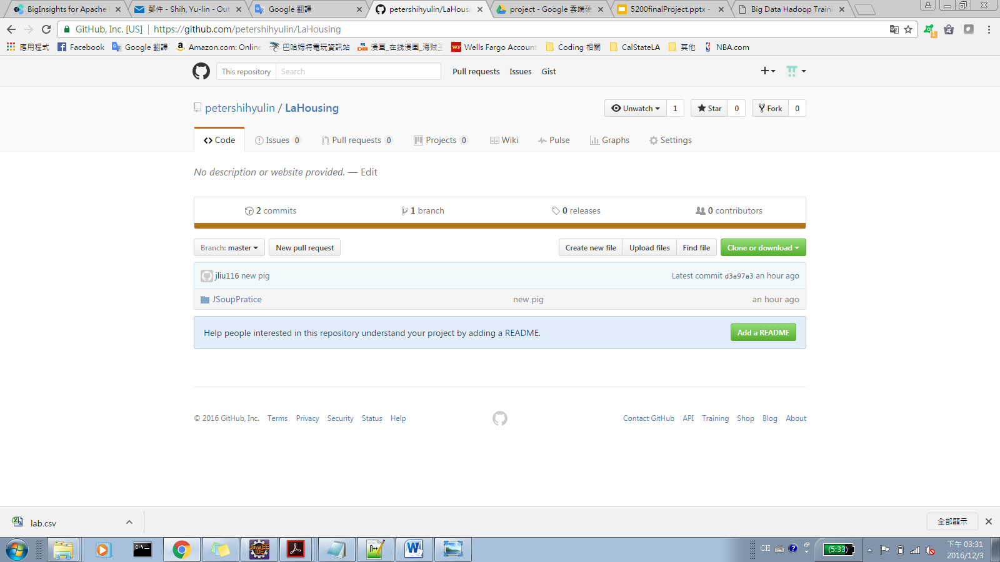 BigInsights for Apache
郵件 - Shih, Yu-lin - Out
Google 翻譯
petershihyulin/LaHousi
project - Google 雲端硬
5200finalProject.pptx -
Big Data Hadoop Traini
GitHub, Inc. [US] https://github.com/petershihyulin/LaHousing
1
應用程式 Facebook Google 翻譯 Amazon.com: Online 巴哈姆特電玩資訊站 漫画_在线漫画_海贼王 Wells Fargo Account Coding 相關 CalStateLA 其他 NBA.com
This repository Search Pull requests Issues Gist
petershihyulin / LaHousing Unwatch 1 Star 0 Fork 0
Code Issues 0 Pull requests 0 Projects 0 Wiki Pulse Graphs Settings
No description or website provided. — Edit
2 commits 1 branch 0 releases 0 contributors
Branch: master New pull request Create new file Upload files Find file Clone or download
jliu116 new pig Latest commit d3a97a3 an hour ago
JSoupPratice new pig an hour ago
Help people interested in this repository understand your project by adding a README. Add a README
© 2016 GitHub, Inc. Terms Privacy Security Status Help Contact GitHub API Training Shop Blog About
lab.csv 全部顯示
C:\_
Java EE
IDE
CH (5:33) 下午 03:31
2016/12/3